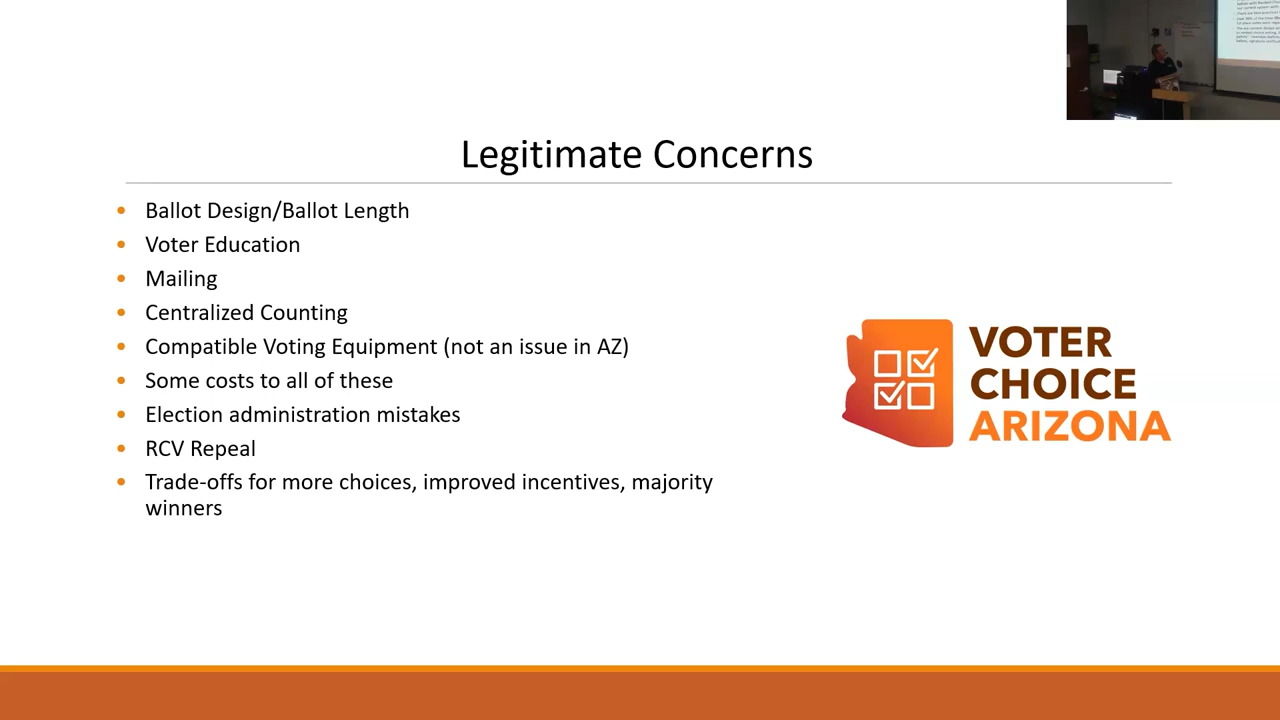 Legitimate Concerns
Ballot Design/Ballot Length
Voter Education
Mailing
Centralized Counting
Compatible Voting Equipment (not an issue in AZ)
Some costs to all of these
Election administration mistakes
RCV Repeal
Trade-offs for more choices, improved incentives, majority
winners
VOTER
CHOICE
ARIZONA